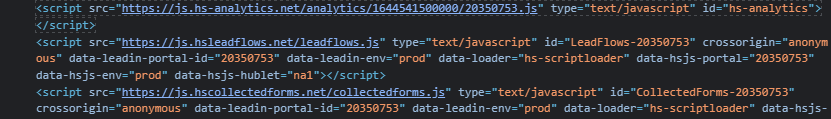 <script src="https://js.hs-analytics.net/analytics/1644541500000/20350753.js" type="text/javascript" id="hs-analytics">
</script>
<script src="https://js.hsleadflows.net/leadflows.js" type="text/javascript" id="LeadFlows-20350753" crossorigin="anonym
ous" data-leadin-portal-id="20350753" data-leadin-env="prod" data-loader="hs-scriptloader" data-hsjs-portal="20350753"
data-hsjs-env="prod" data-hsjs-hublet="na1"></script>
<script src="https://js.hscollectedforms.net/collectedforms.js" type="text/javascript" id="CollectedForms-20350753"
crossorigin="anonymous" data-leadin-portal-id="20350753" data-leadin-env="prod" data-loader="hs-scriptloader" data-hsjs-